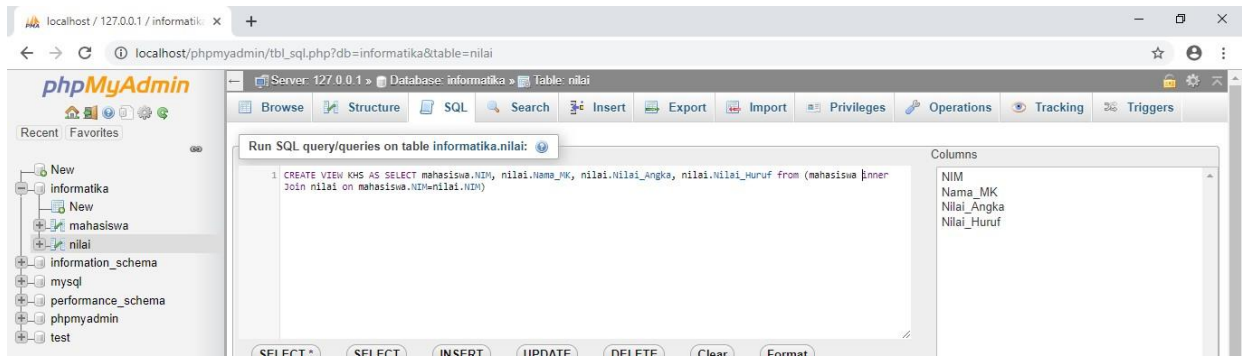 localhost / 127.0.0.1 / informatik
localhost/phpmyadmin/tbl_sql.php?db=informatika&table=nilai
phpMyAdmin
Recent Favorites
New
informatika
New
mahasiswa
nilai
information_schema
mysql
performance_schema
phpmyadmin
test
Server: 127.0.0.1 » Database: informatika » Table: nilai
Browse Structure SQL Search Insert Export Import Privileges Operations Tracking Triggers
Run SQL query/queries on table informatika.nilai:
1 CREATE VIEW KHS AS SELECT mahasiswa.NIM, nilai.Nama_MK, nilai.Nilai_Angka, nilai.Nilai_Huruf from (mahasiswa inner
Join nilai on mahasiswa.NIM=nilai.NIM)
Columns
NIM
Nama_MK
Nilai_Angka
Nilai_Huruf
SELECT * SELECT INSERT UPDATE DELETE Clear Format